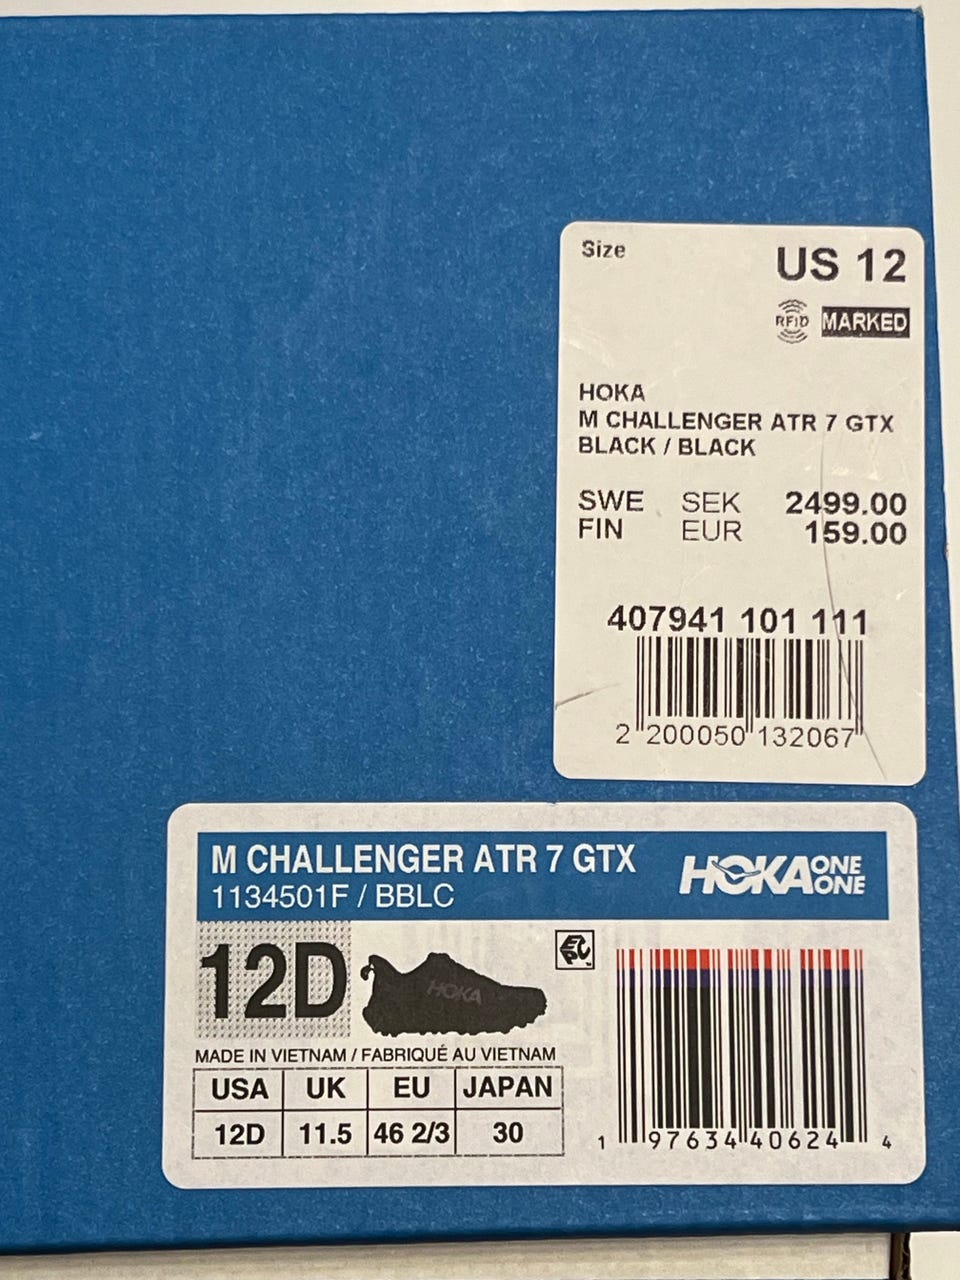 Size
US 12
RFID MARKED
HOKA
M CHALLENGER ATR 7 GTX
BLACK / BLACK
SWE SEK 2499.00
FIN EUR 159.00
407941 101 111
2 200050 132067
M CHALLENGER ATR 7 GTX
1134501F / BBLC
HOKA ONE ONE
12D
HOKA
EPC
MADE IN VIETNAM / FABRIQUÉ AU VIETNAM
USA UK EU JAPAN
12D 11.5 46 2/3 30
1 97634 40624 4